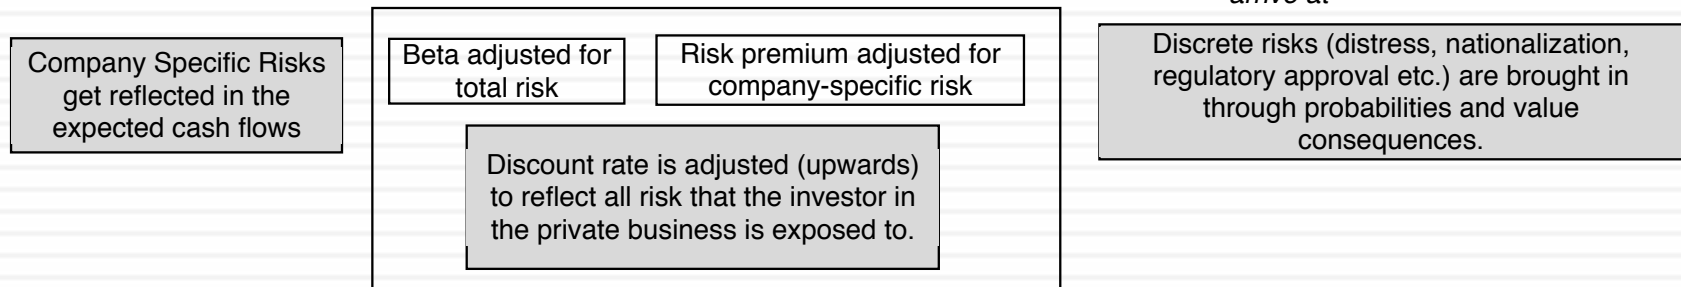 arrive at
Company Specific Risks
get reflected in the
expected cash flows
Beta adjusted for
total risk
Risk premium adjusted for
company-specific risk
Discount rate is adjusted (upwards)
to reflect all risk that the investor in
the private business is exposed to.
Discrete risks (distress, nationalization,
regulatory approval etc.) are brought in
through probabilities and value
consequences.